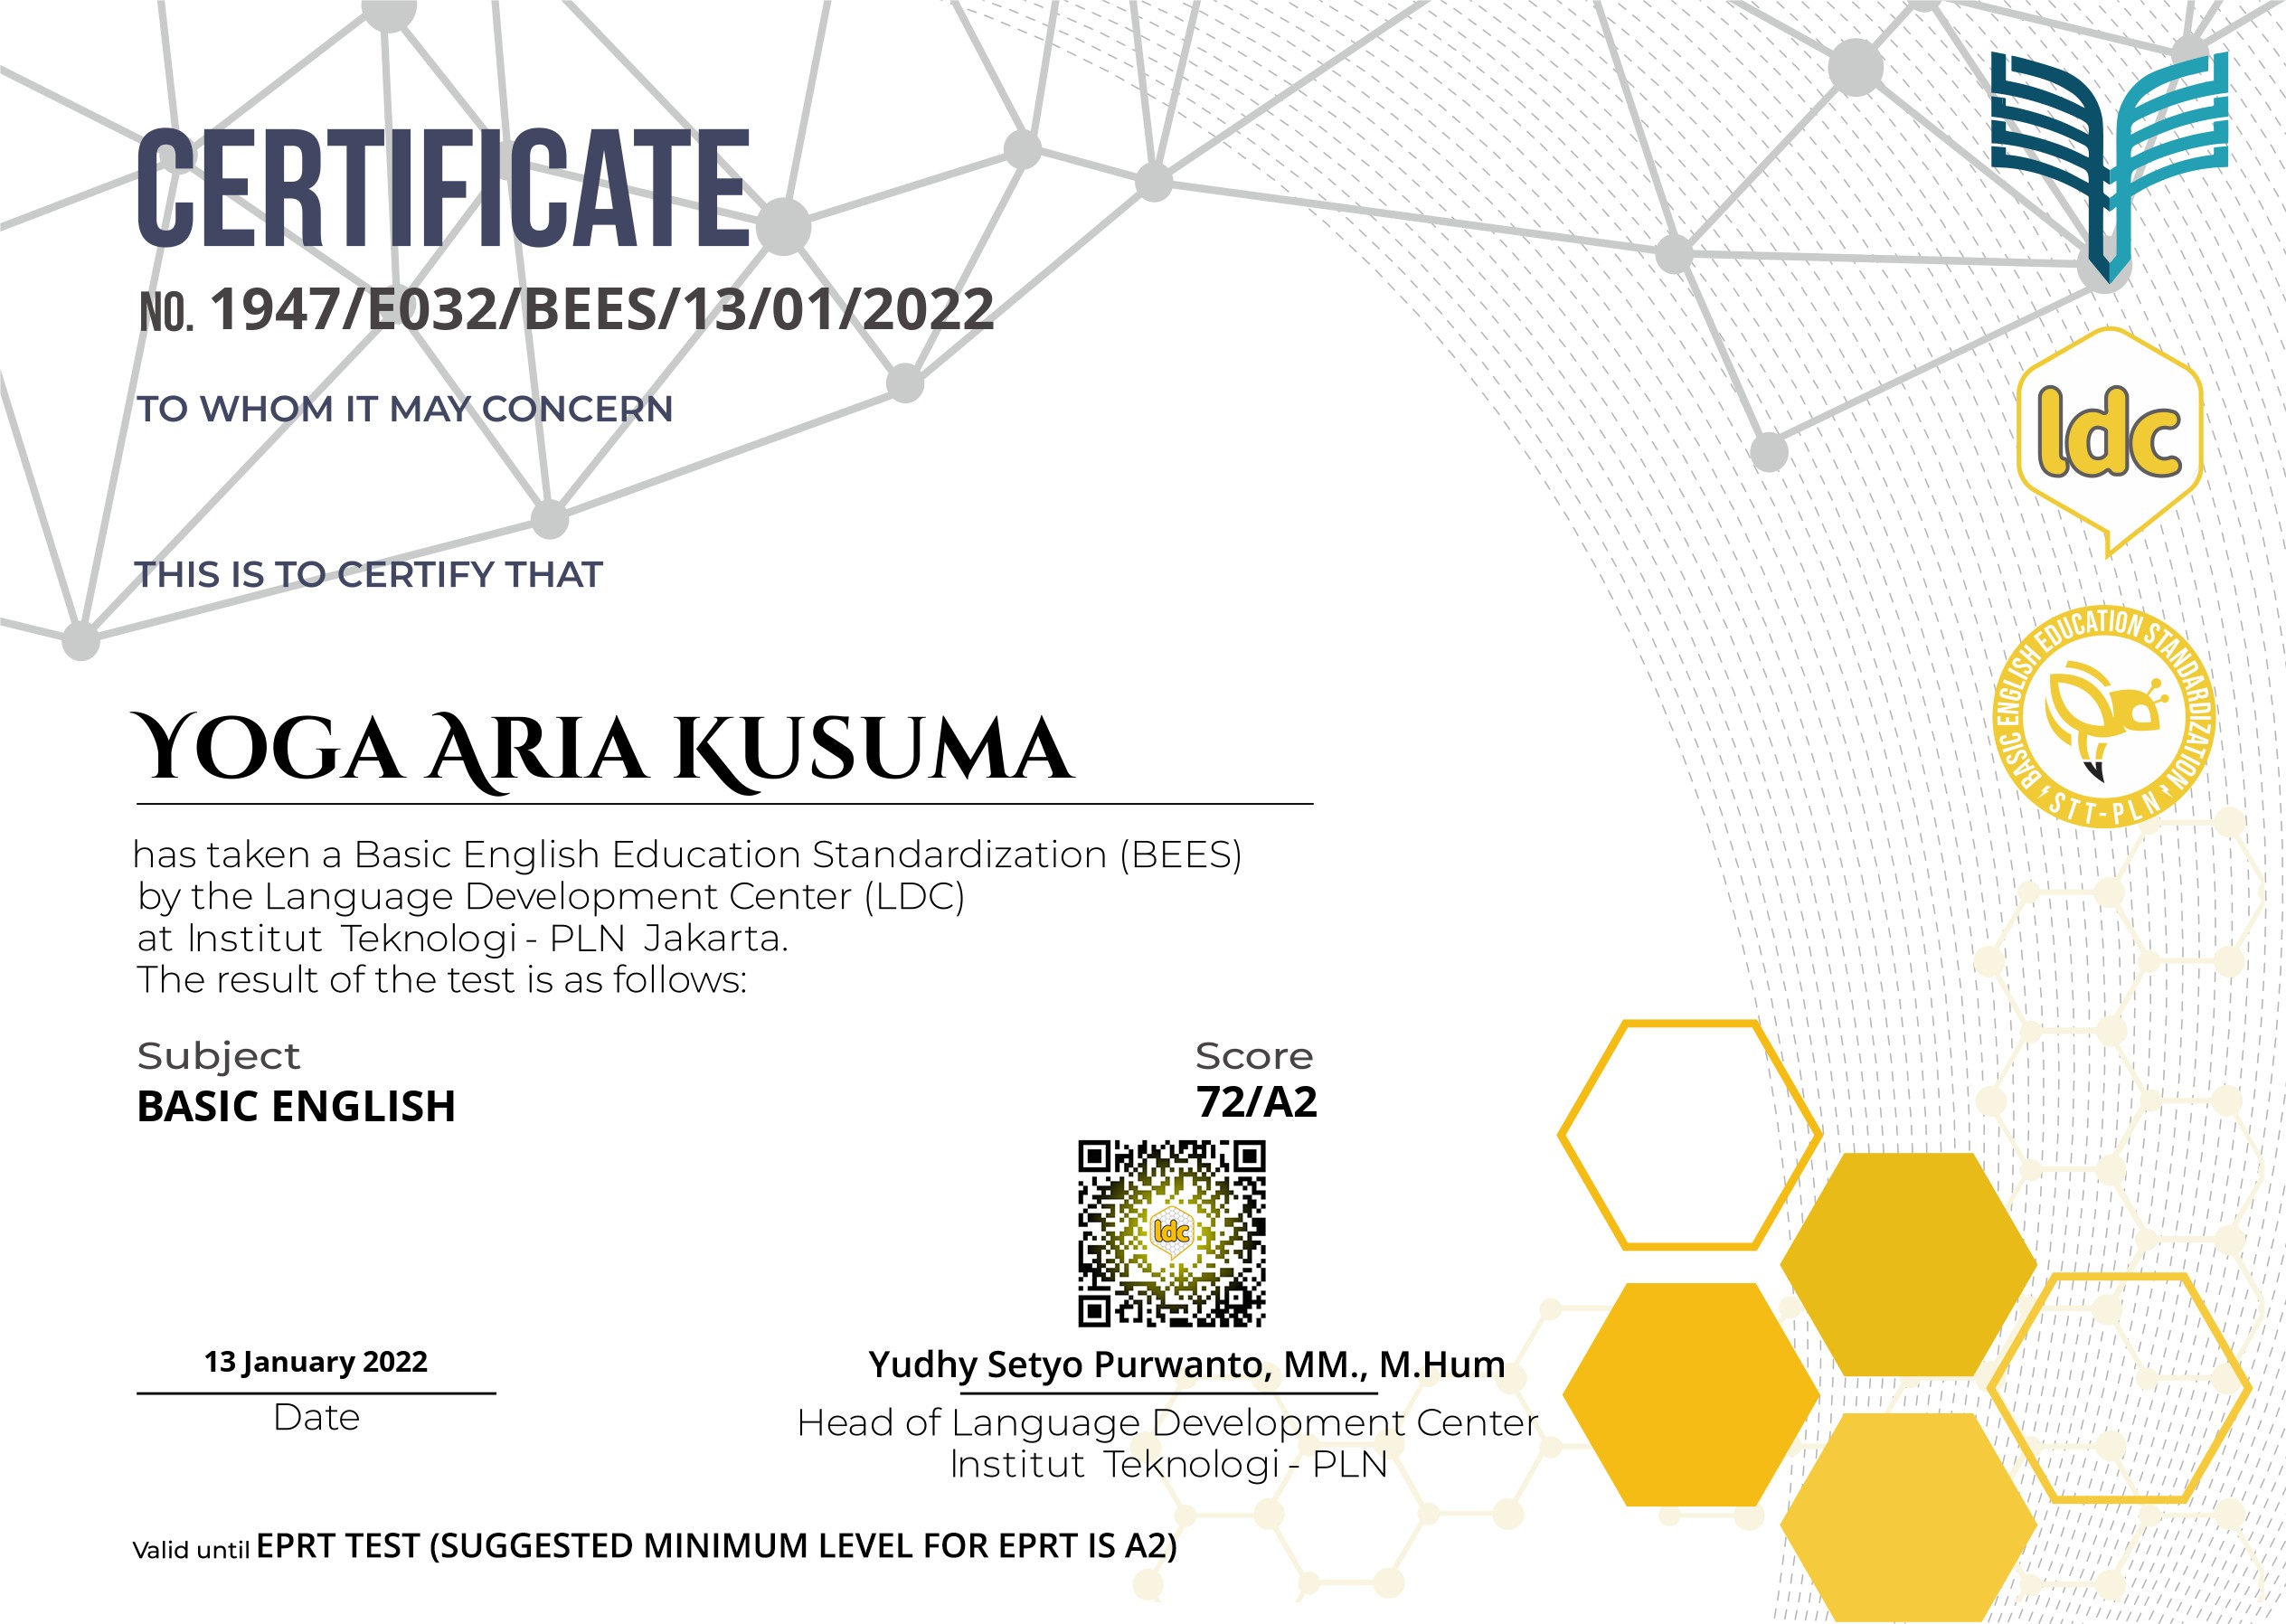 CERTIFICATE
NO. 1947/E032/BEES/13/01/2022
TO WHOM IT MAY CONCERN
THIS IS TO CERTIFY THAT
YOGA ARIA KUSUMA
has taken a Basic English Education Standardization (BEES)
by the Language Development Center (LDC)
at Institut Teknologi - PLN Jakarta.
The result of the test is as follows:
Subject
BASIC ENGLISH
Score
72/A2
ldc
13 January 2022
Date
Yudhy Setyo Purwanto, MM., M.Hum
Head of Language Development Center
Institut Teknologi - PLN
Valid until EPRT TEST (SUGGESTED MINIMUM LEVEL FOR EPRT IS A2)
ldc
BASIC ENGLISH EDUCATION STANDARDIZATION
STT-PLN